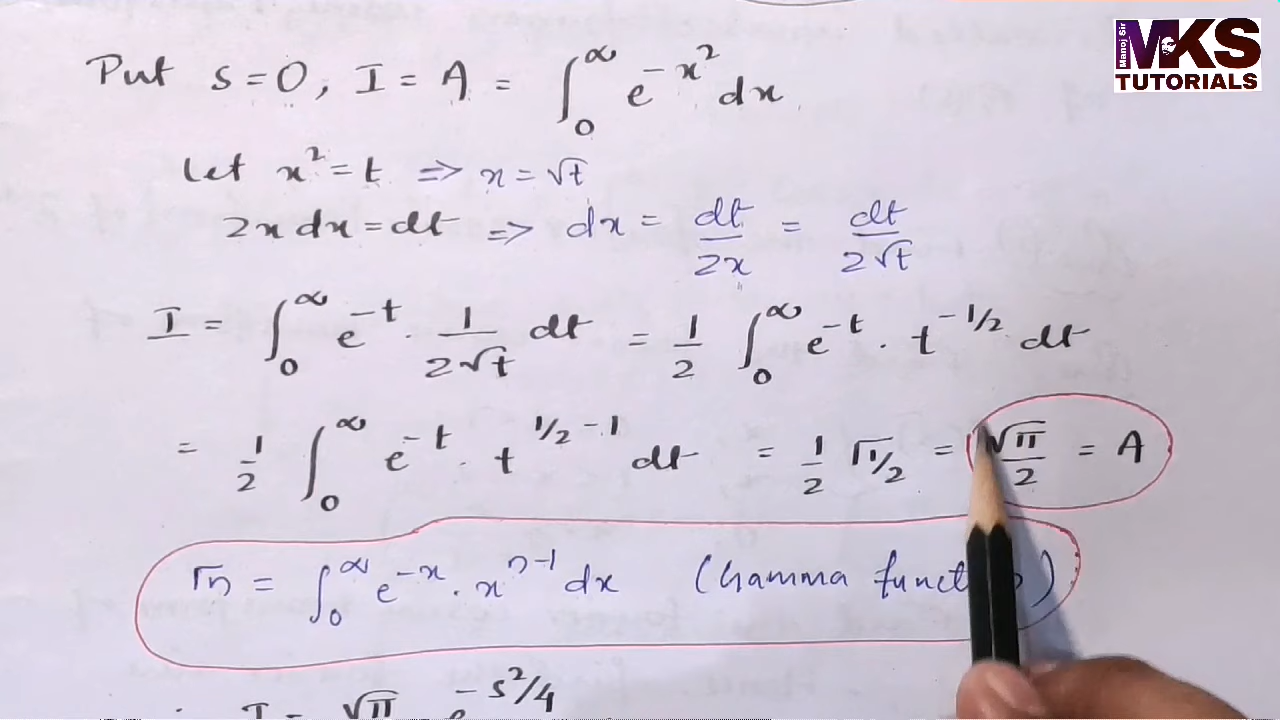 Manoj Sir
MKS
TUTORIALS
Put s=0, I = A = ∫₀^∞ e^{-x²} dx
Let x² = t ⇒ x = √t
2x dx = dt ⇒ dx = dt/2x = dt/2√t
I = ∫₀^∞ e^{-t} · 1/2√t dt = 1/2 ∫₀^∞ e^{-t} · t^{-1/2} dt
= 1/2 ∫₀^∞ e^{-t} · t^{1/2 -1} dt = 1/2 Γ1/2 = √π/2 = A
Γn = ∫₀^∞ e^{-x} · x^{n-1} dx (Gamma
∴ I = √π e^{-s²/4}